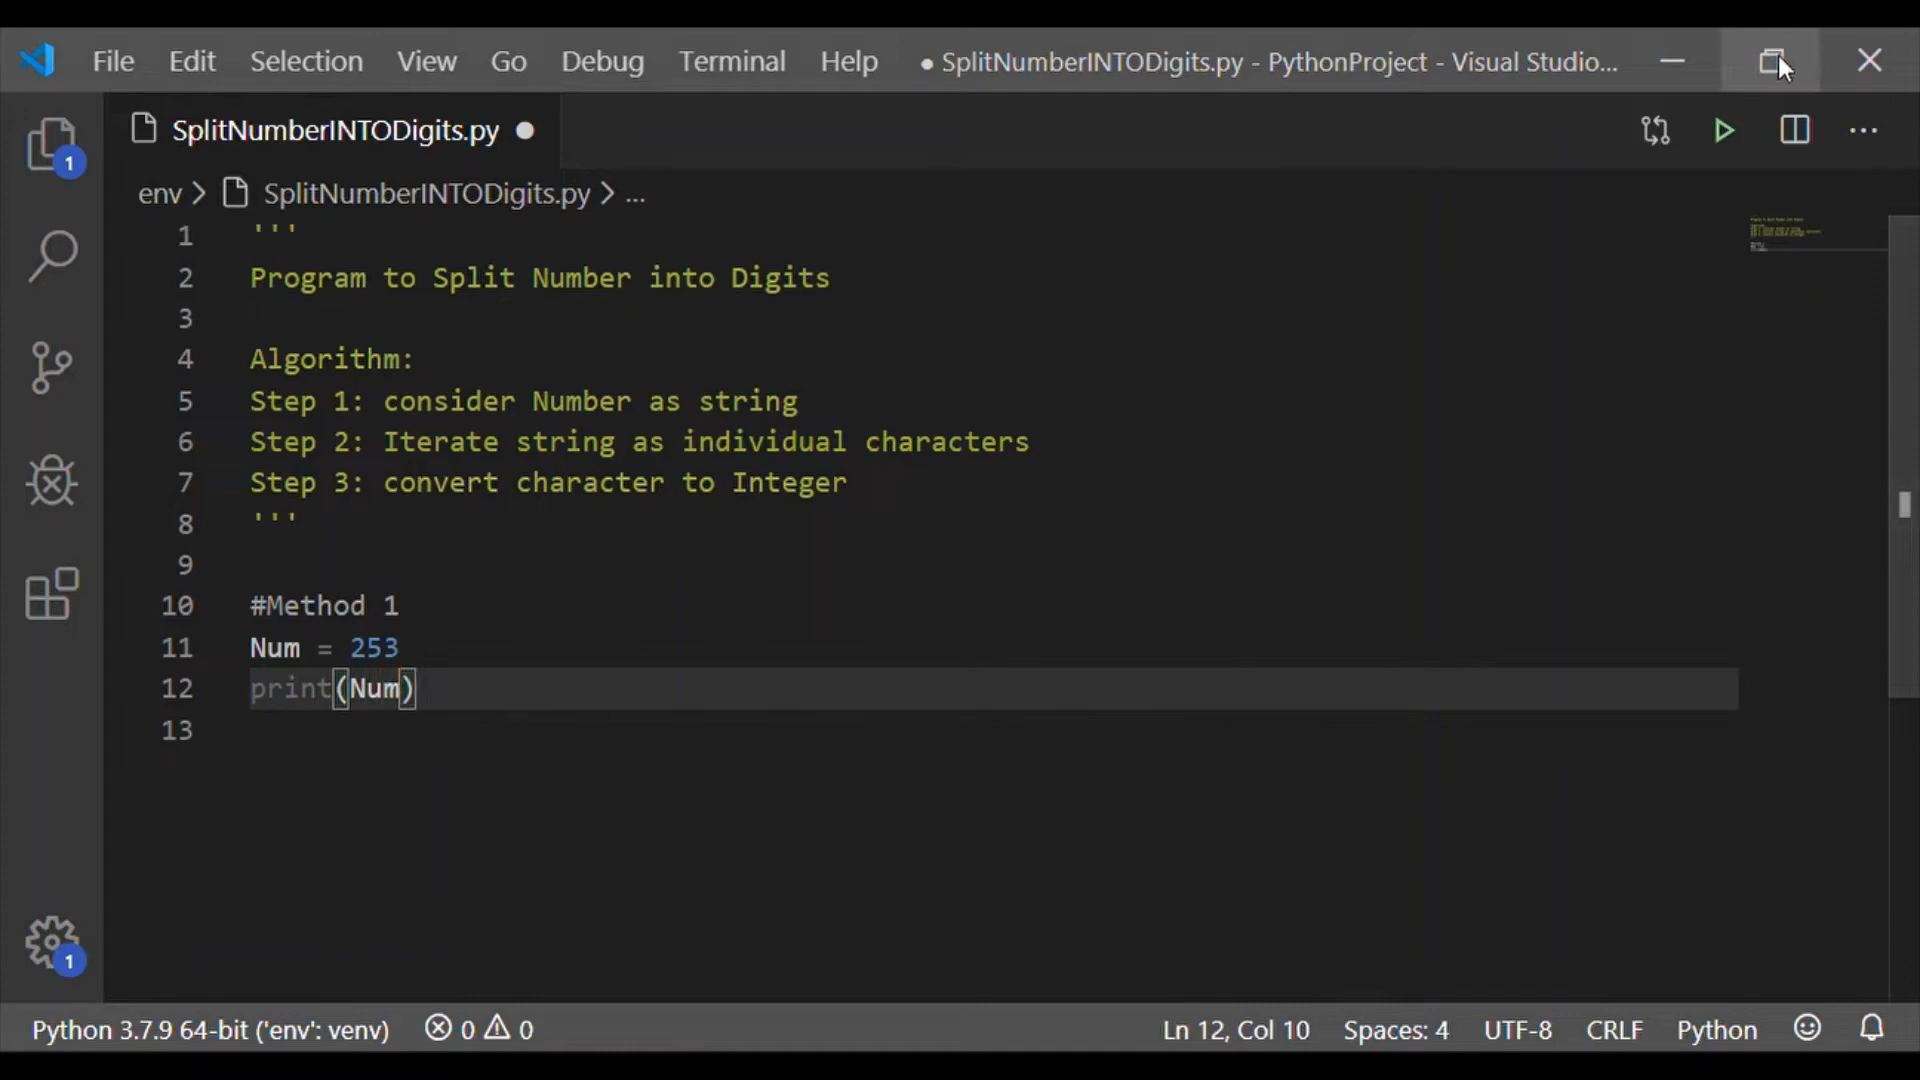 File Edit Selection View Go Debug Terminal Help ● SplitNumberINTODigits.py - PythonProject - Visual Studio...
SplitNumberINTODigits.py
env > SplitNumberINTODigits.py > ...
1 '''
2 Program to Split Number into Digits
3
4 Algorithm:
5 Step 1: consider Number as string
6 Step 2: Iterate string as individual characters
7 Step 3: convert character to Integer
8 '''
9
10 #Method 1
11 Num = 253
12 print(Num)
13
1
1
Python 3.7.9 64-bit ('env': venv) 0 0 Ln 12, Col 10 Spaces: 4 UTF-8 CRLF Python